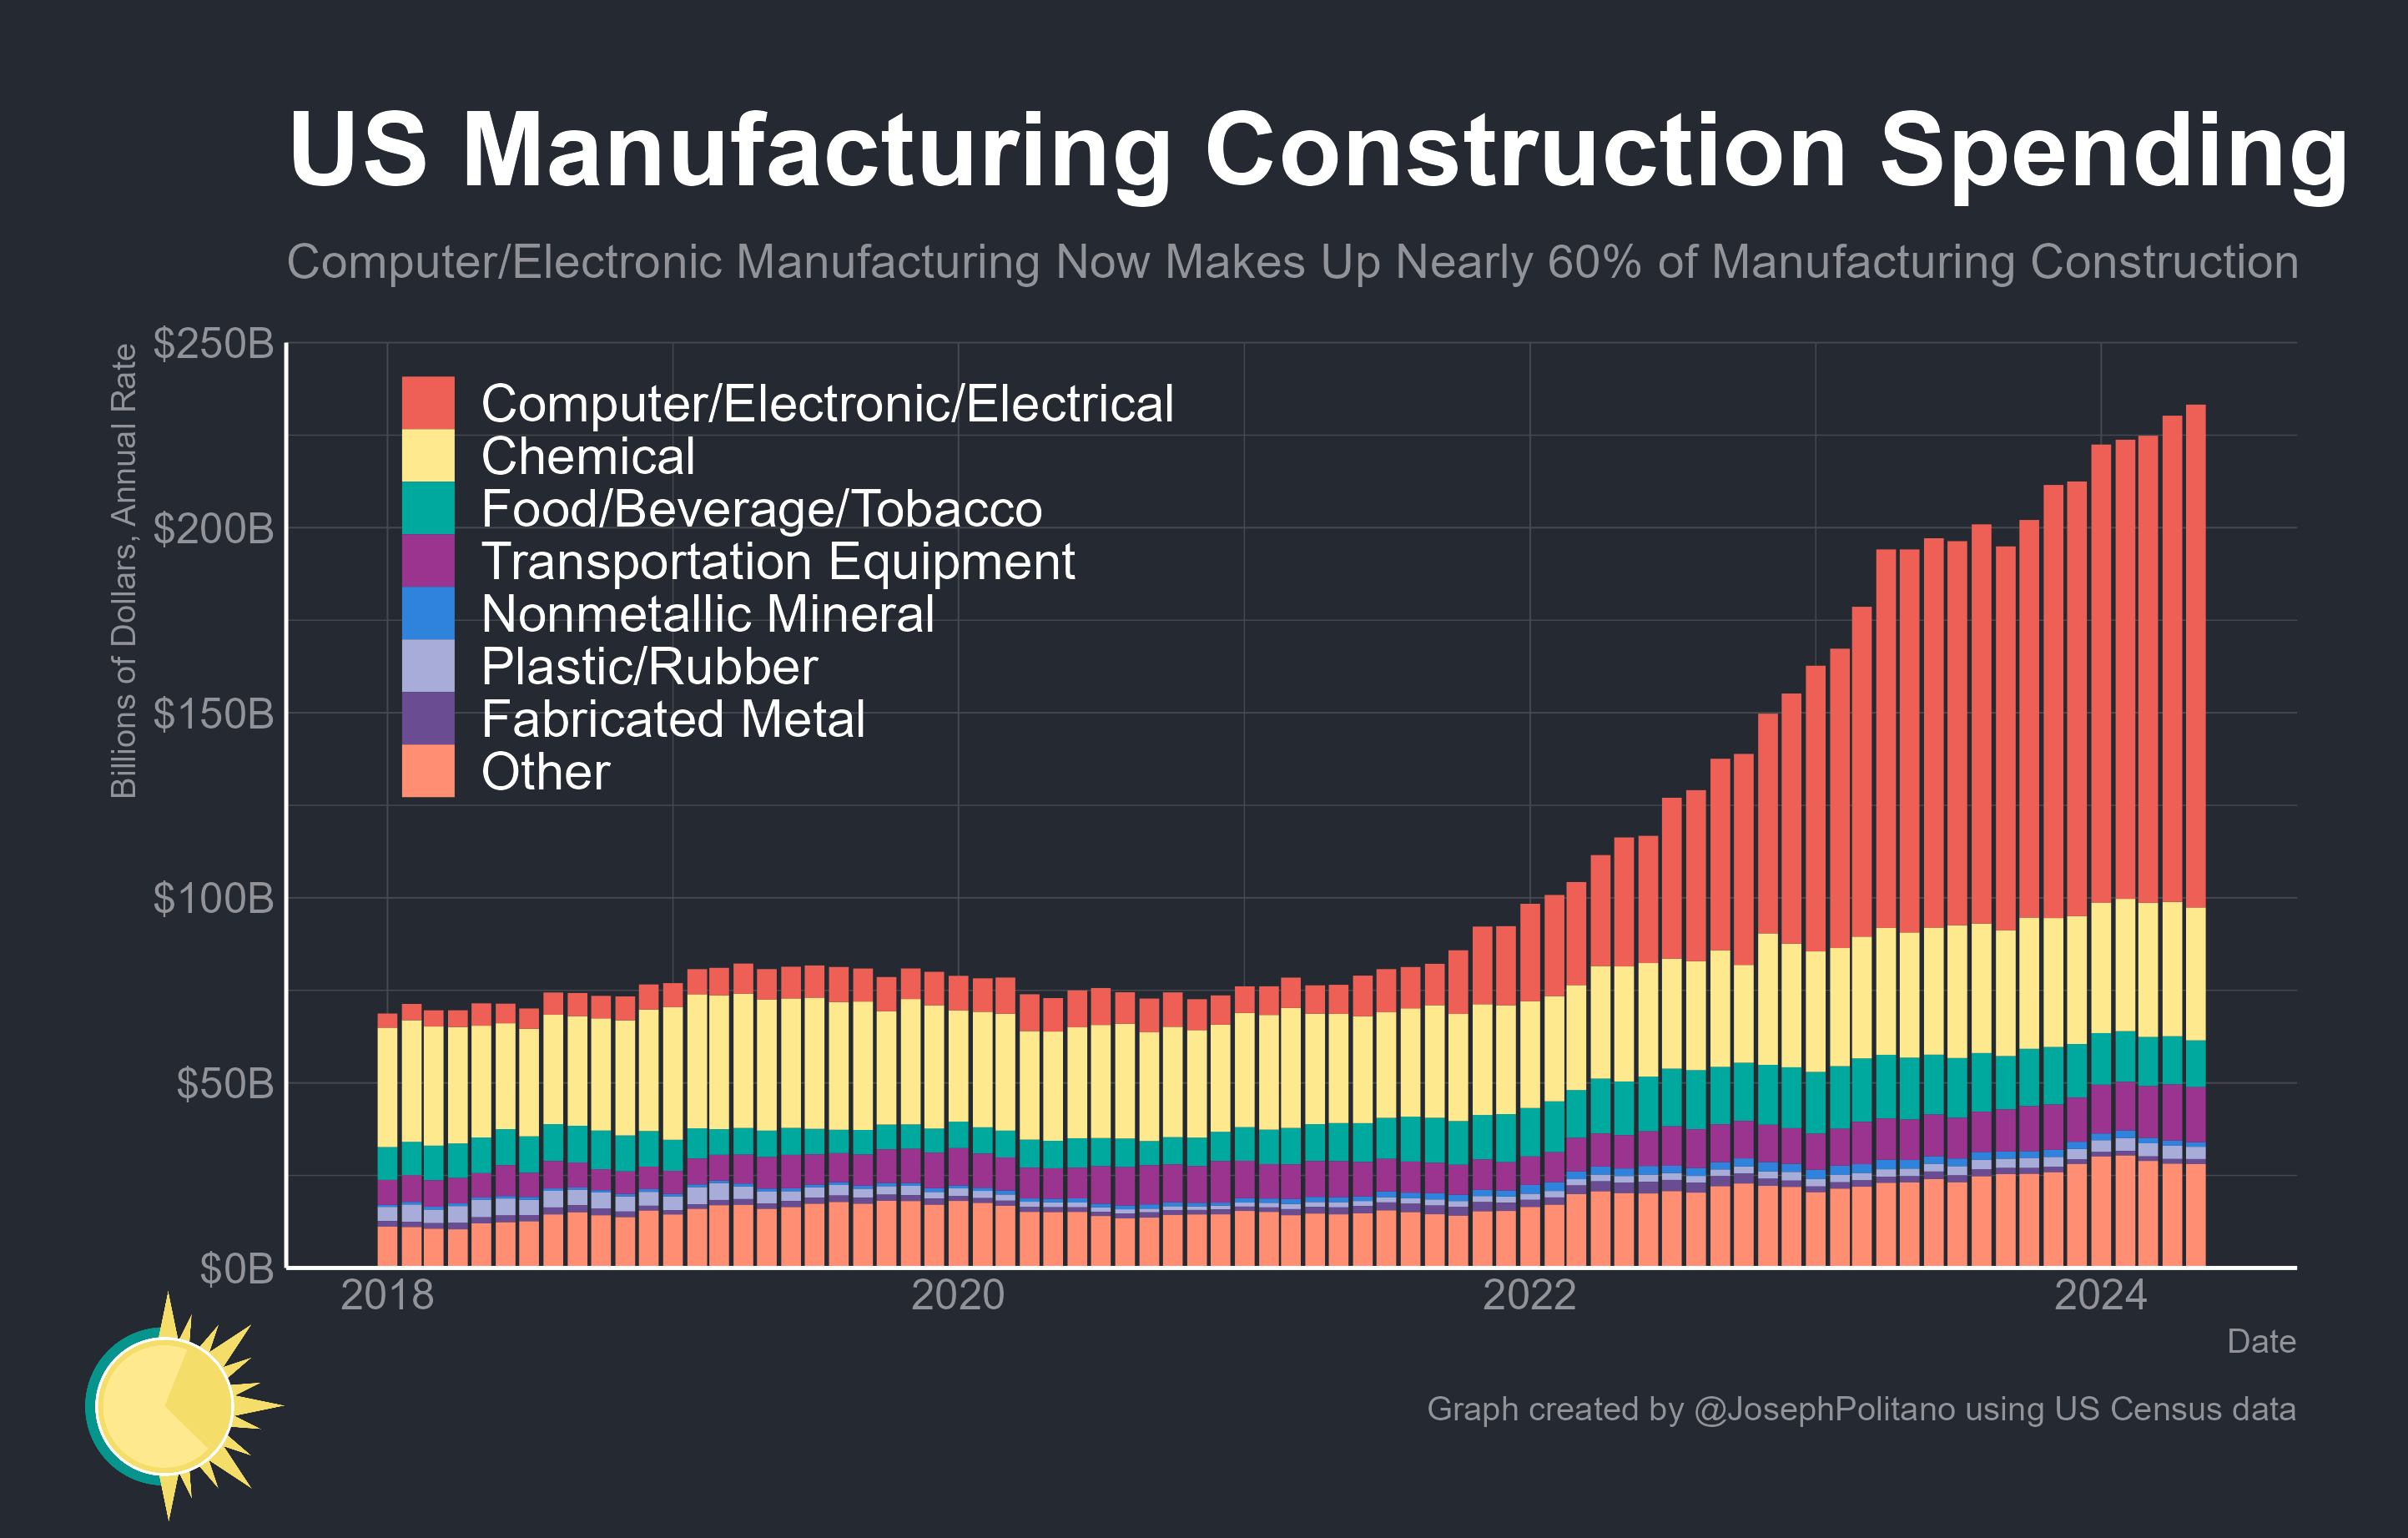 US Manufacturing Construction Spending
Computer/Electronic Manufacturing Now Makes Up Nearly 60% of Manufacturing Construction
Billions of Dollars, Annual Rate
$250B
$200B
$150B
$100B
$50B
$0B
Computer/Electronic/Electrical
Chemical
Food/Beverage/Tobacco
Transportation Equipment
Nonmetallic Mineral
Plastic/Rubber
Fabricated Metal
Other
2018 2020 2022 2024
Date
Graph created by @JosephPolitano using US Census data